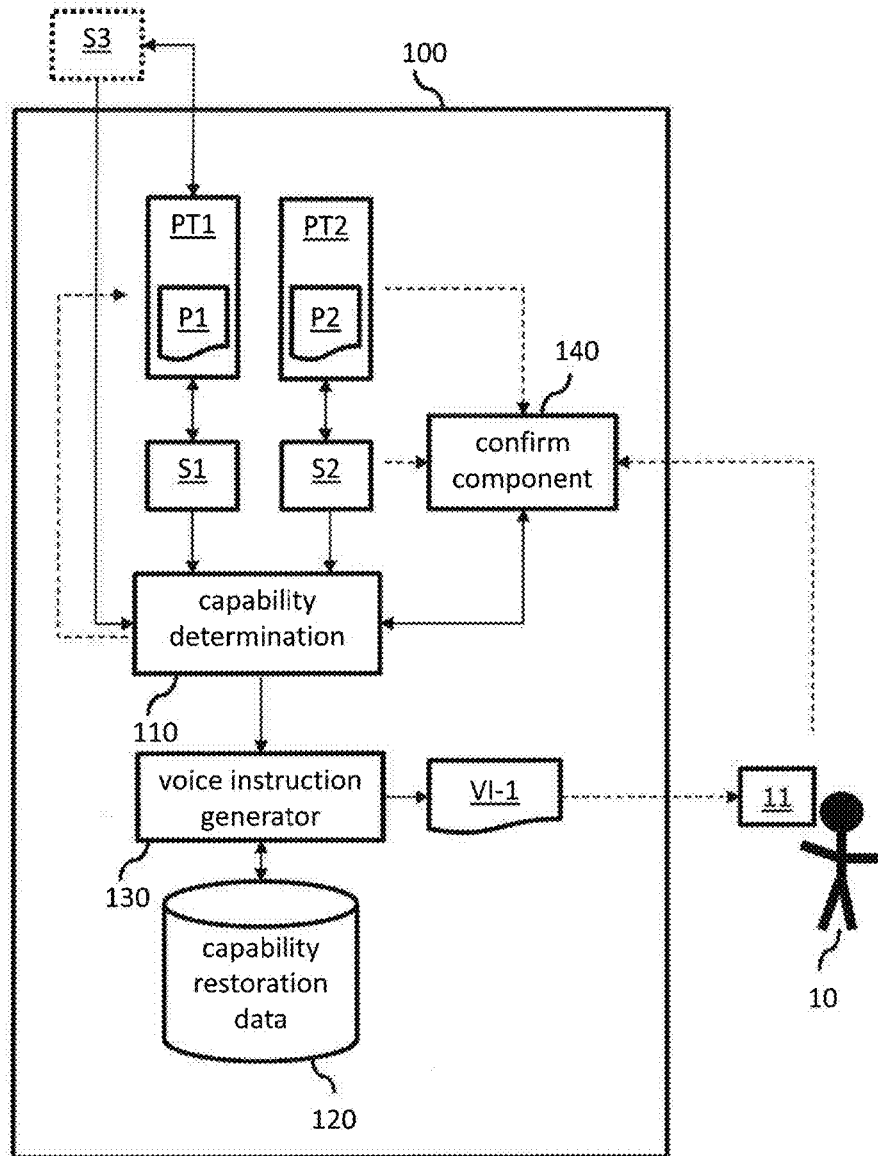 S3
100
PT1
PT2
P1
P2
140
S1
S2
confirm
component
capability
determination
110
voice instruction
generator
VI-1
11
130
capability
restoration
data
10
120